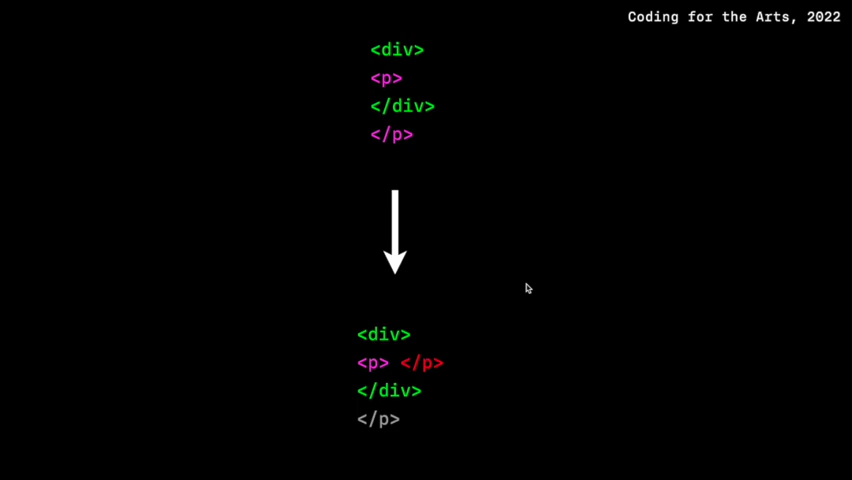 Coding for the Arts, 2022
<div>
<p>
</div>
</p>
<div>
<p> </p>
</div>
</p>